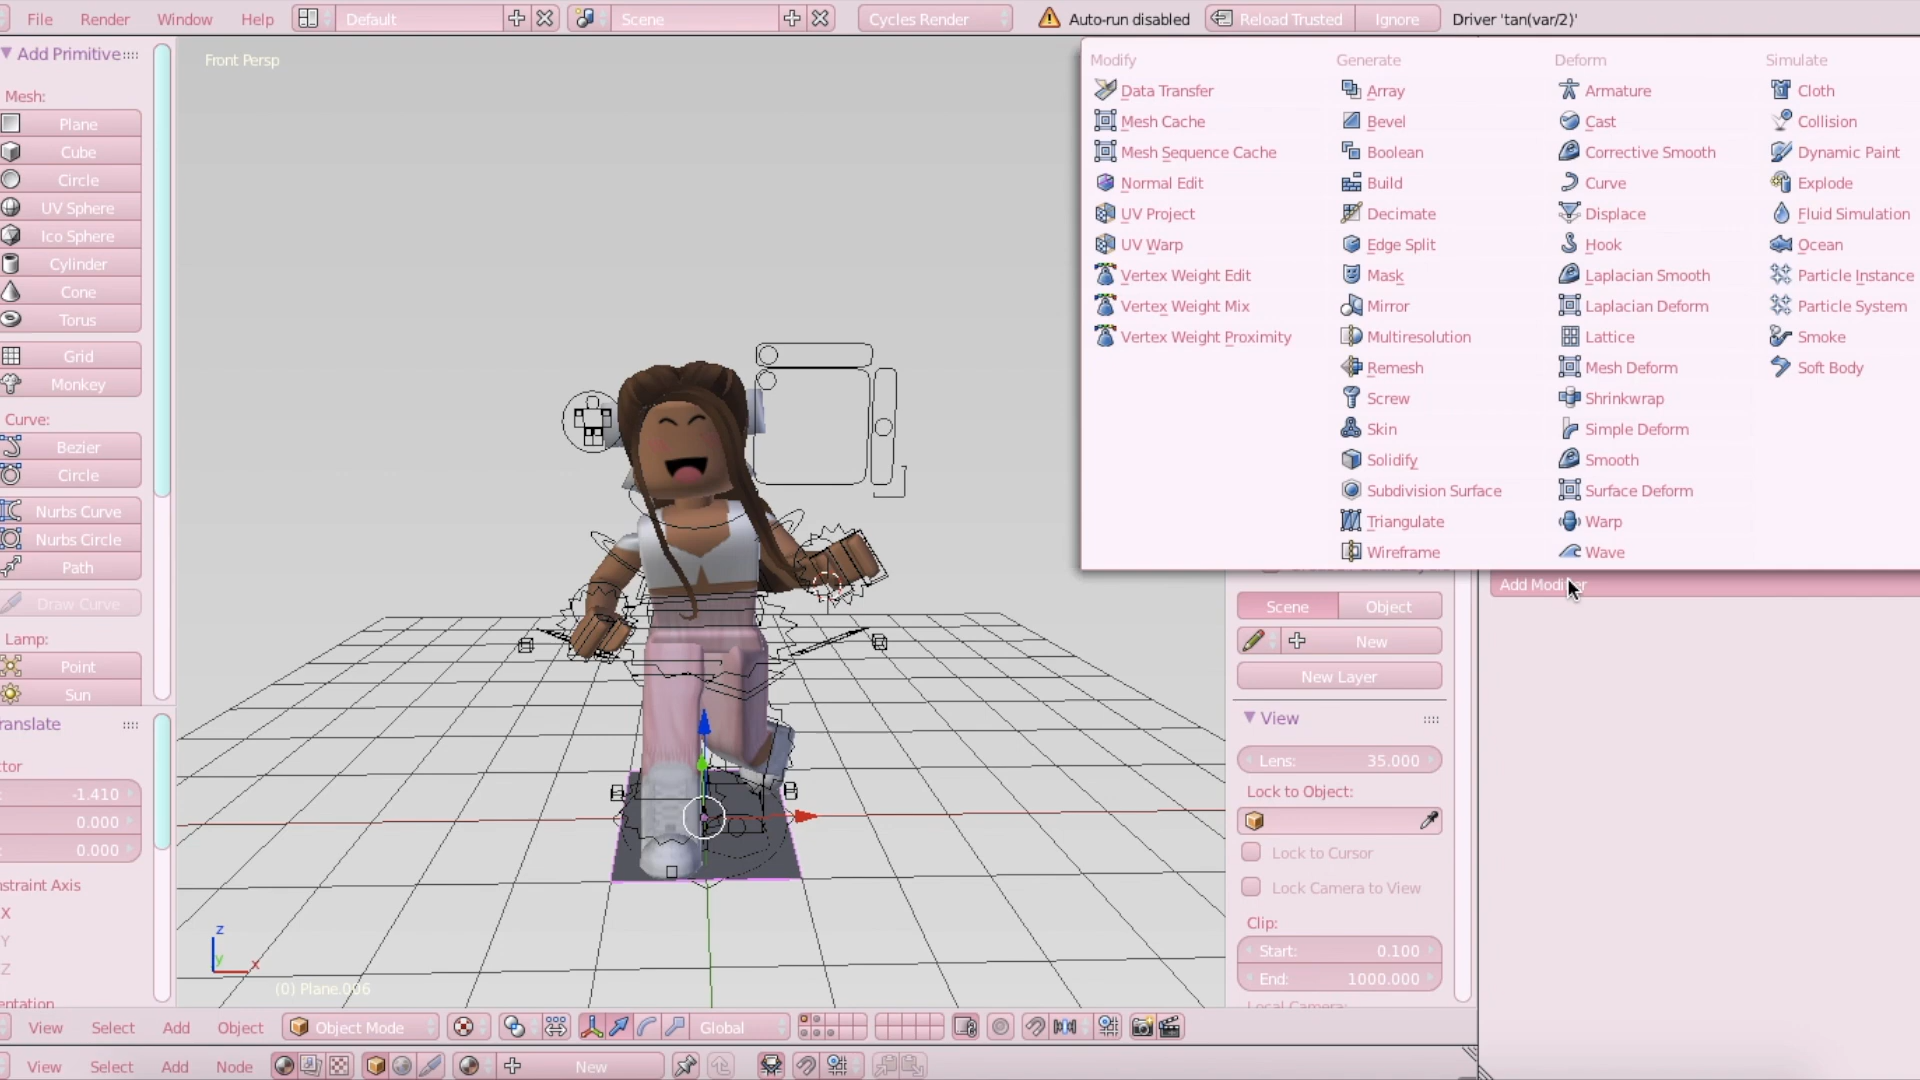 File Render Window Help Default Scene Cycles Render Auto-run disabled Reload Trusted Ignore Driver 'tan(var/2)'
Add Primitive
Mesh:
Plane
Cube
Circle
UV Sphere
Ico Sphere
Cylinder
Cone
Torus
Grid
Monkey
Curve:
Bezier
Circle
Nurbs Curve
Nurbs Circle
Path
Draw Curve
Lamp:
Point
Sun
ranslate
ctor
-1.410
0.000
0.000
nstraint Axis
X
Y
Z
entation
Front Persp
z
y
x
(0) Plane.006
Modify
Data Transfer
Mesh Cache
Mesh Sequence Cache
Normal Edit
UV Project
UV Warp
Vertex Weight Edit
Vertex Weight Mix
Vertex Weight Proximity
Generate
Array
Bevel
Boolean
Build
Decimate
Edge Split
Mask
Mirror
Multiresolution
Remesh
Screw
Skin
Solidify
Subdivision Surface
Triangulate
Wireframe
Deform
Armature
Cast
Corrective Smooth
Curve
Displace
Hook
Laplacian Smooth
Laplacian Deform
Lattice
Mesh Deform
Shrinkwrap
Simple Deform
Smooth
Surface Deform
Warp
Wave
Simulate
Cloth
Collision
Dynamic Paint
Explode
Fluid Simulation
Ocean
Particle Instance
Particle System
Smoke
Soft Body
Add Modifier
Scene Object
New
New Layer
View
Lens: 35.000
Lock to Object:
Lock to Cursor
Lock Camera to View
Clip:
Start: 0.100
End: 1000.000
Local Camera:
View Select Add Object Object Mode Global
View Select Add Node New